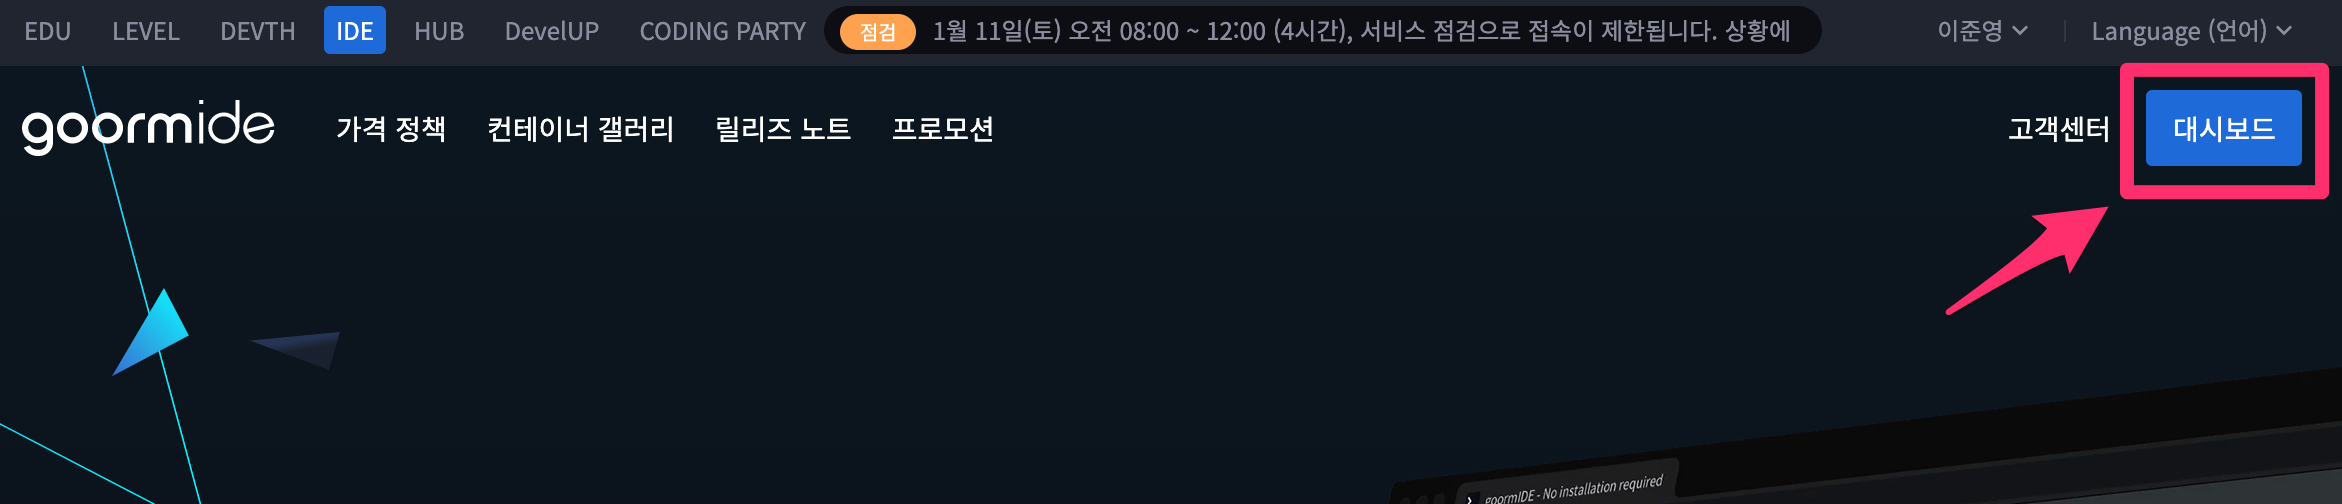 EDU LEVEL DEVTH IDE HUB DevelUP CODING PARTY 점검 1월 11일(토) 오전 08:00 ~ 12:00 (4시간), 서비스 점검으로 접속이 제한됩니다. 상황에 이준영 Language (언어)
goormide 가격 정책 컨테이너 갤러리 릴리즈 노트 프로모션 고객센터 대시보드
goormIDE - No installation required